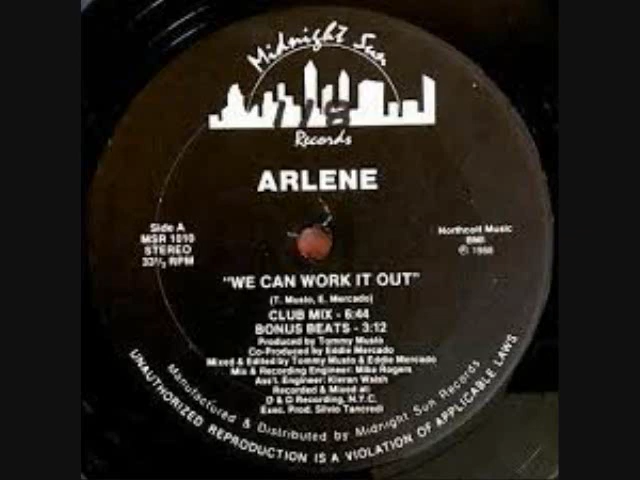 Midnight Sun
118
Records
ARLENE
Side A
MSR 1010
STEREO
33⅓ RPM
Northcott Music
BMI
℗ 1988
"WE CAN WORK IT OUT"
(T. Musto, E. Mercado)
CLUB MIX - 6:44
BONUS BEATS - 3:12
Produced by Tommy Musto
Co-Produced by Eddie Mercado
Mixed & Edited by Tommy Musto & Eddie Mercado
Mix & Recording Engineer: Mike Rogers
Ass't. Engineer: Kieran Walsh
Recorded & Mixed at
D & D Recording, N.Y.C.
Exec. Prod. Silvio Tancredi
Manufactured & Distributed by Midnight Sun Records
UNAUTHORIZED REPRODUCTION IS A VIOLATION OF APPLICABLE LAWS